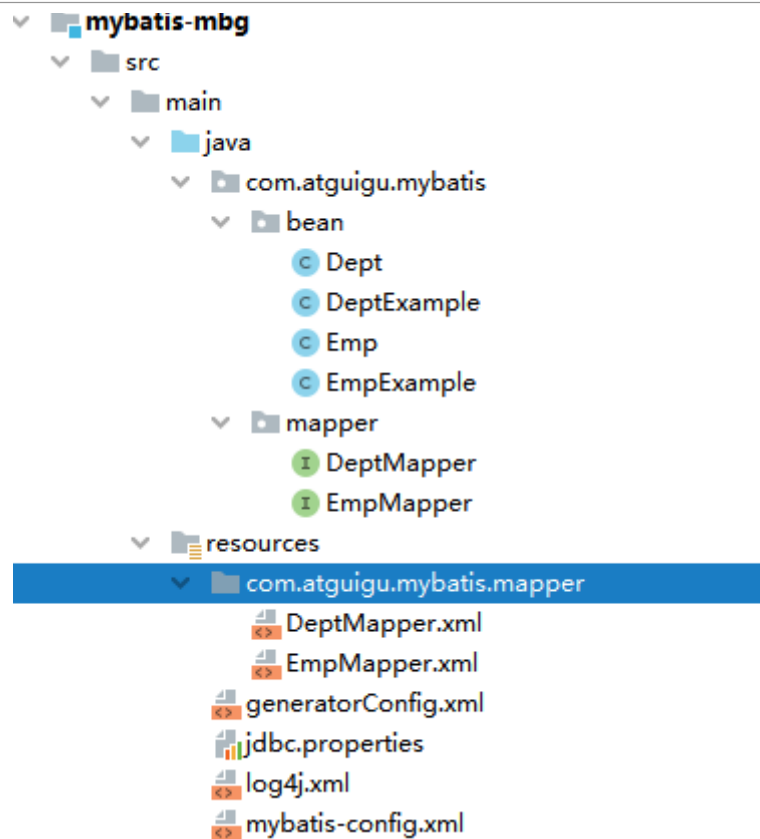 mybatis-mbg
src
main
java
com.atguigu.mybatis
bean
C Dept
C DeptExample
C Emp
C EmpExample
mapper
I DeptMapper
I EmpMapper
resources
com.atguigu.mybatis.mapper
DeptMapper.xml
EmpMapper.xml
generatorConfig.xml
jdbc.properties
log4j.xml
mybatis-config.xml